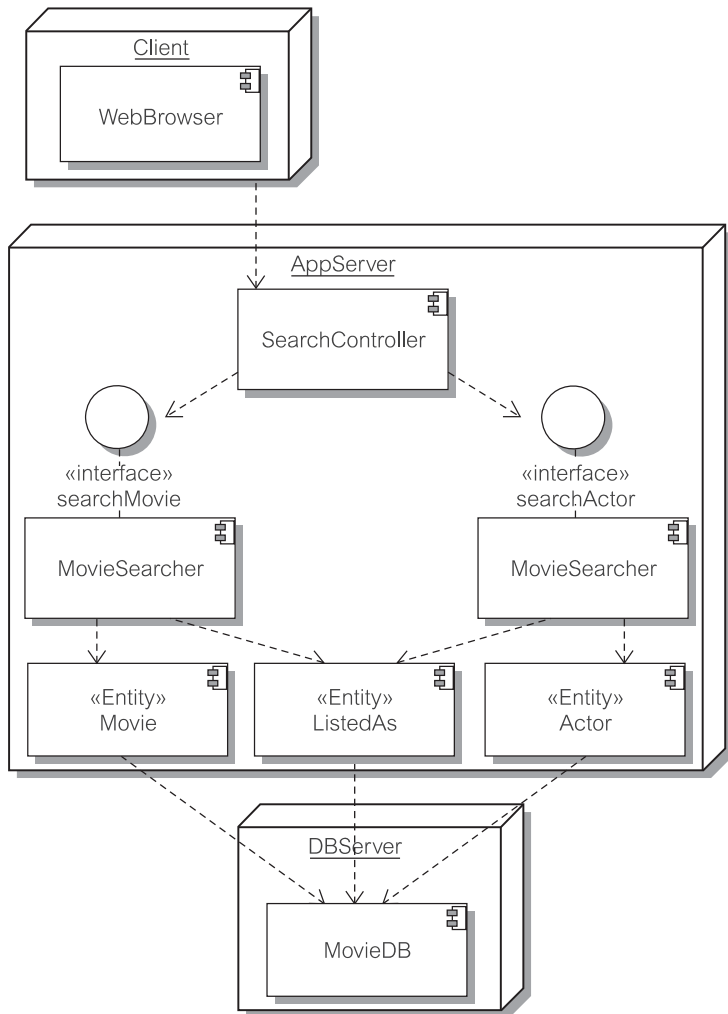 Client
WebBrowser
AppServer
SearchController
«interface»
searchMovie
«interface»
searchActor
MovieSearcher
MovieSearcher
«Entity»
Movie
«Entity»
ListedAs
«Entity»
Actor
DBServer
MovieDB